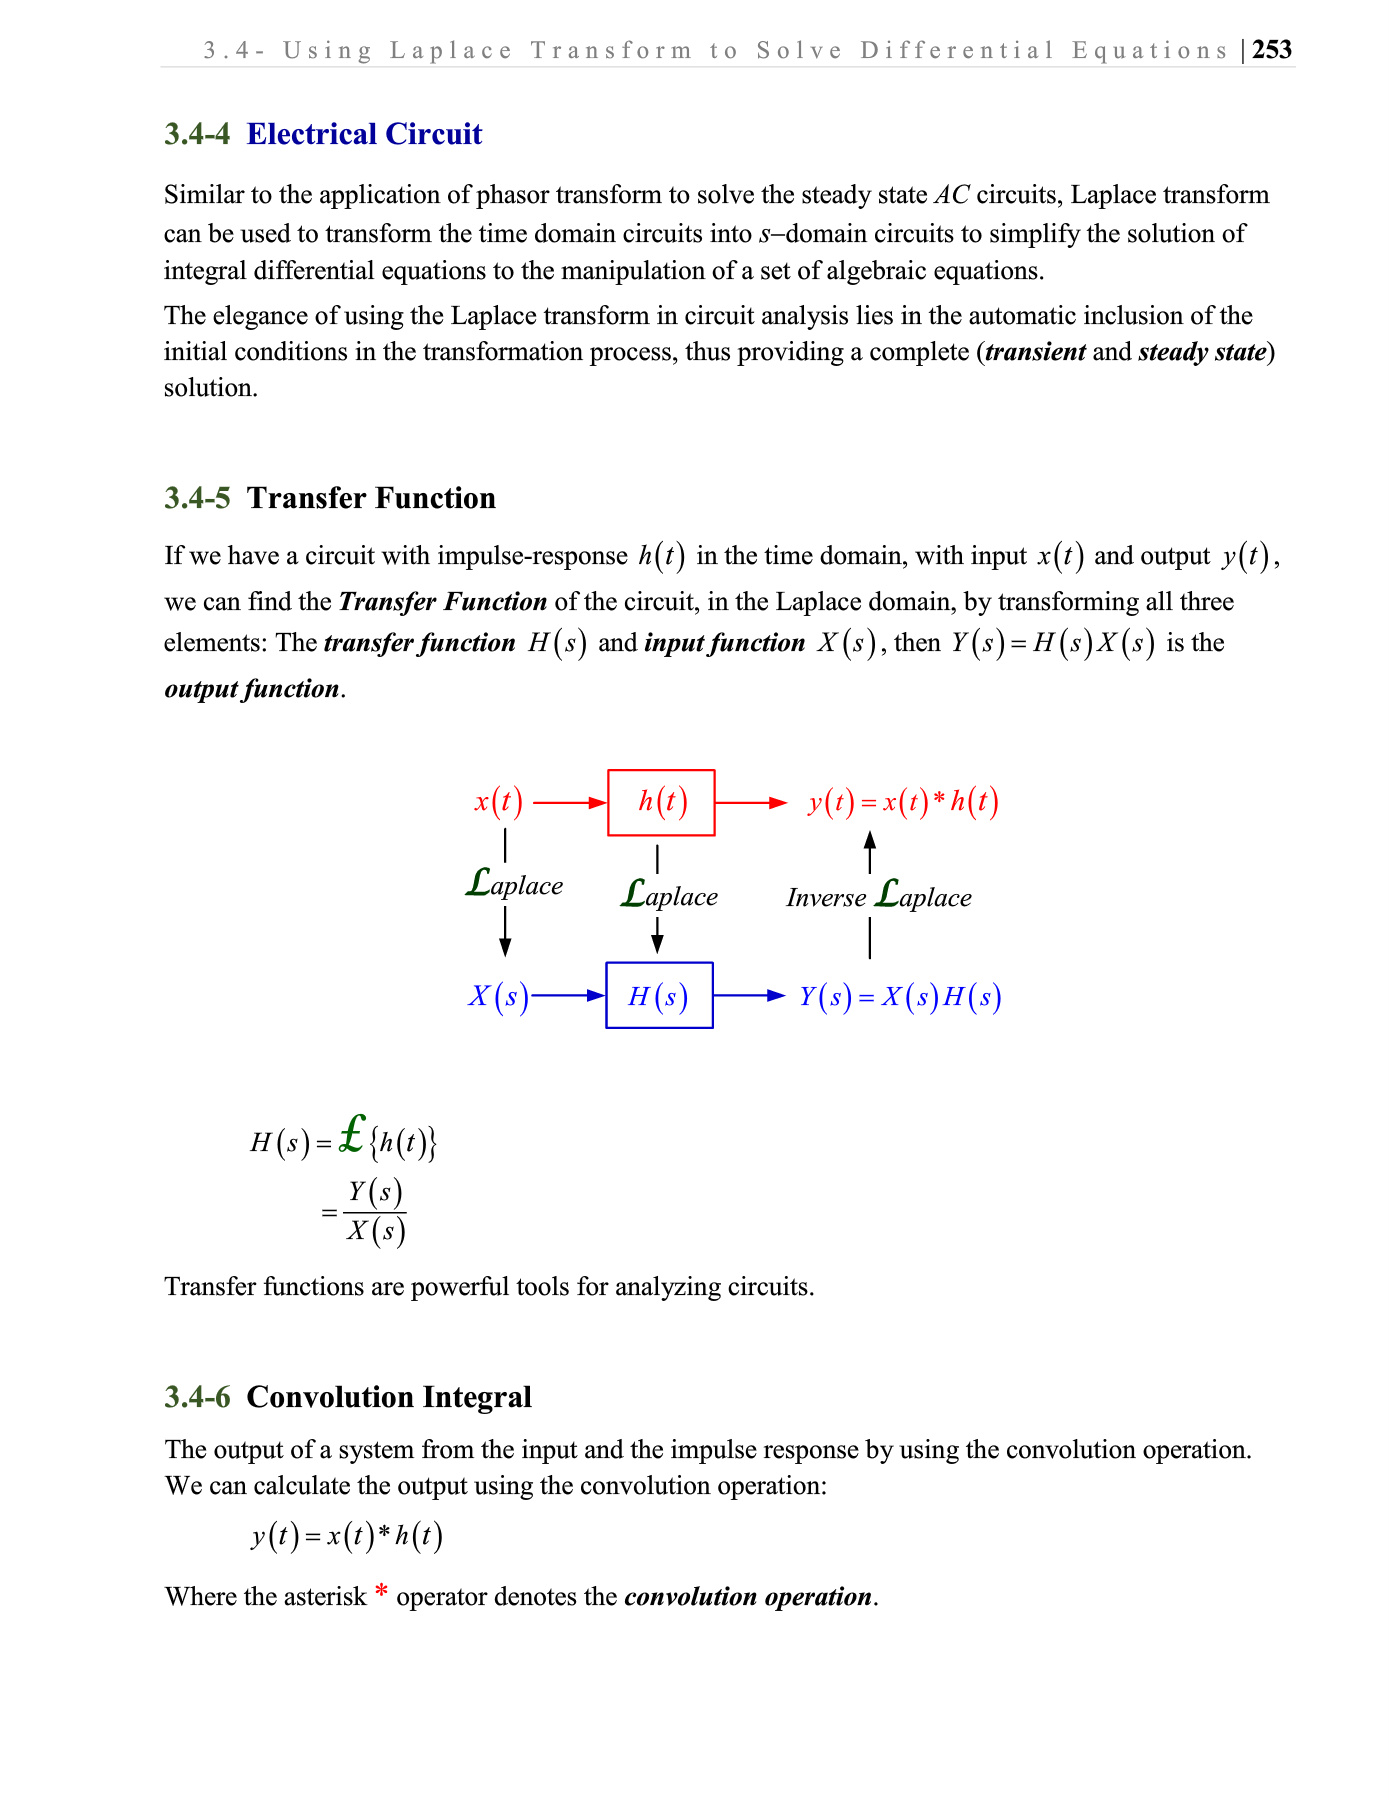 3.4- Using Laplace Transform to Solve Differential Equations | 253
3.4-4 Electrical Circuit
Similar to the application of phasor transform to solve the steady state AC circuits, Laplace transform
can be used to transform the time domain circuits into s–domain circuits to simplify the solution of
integral differential equations to the manipulation of a set of algebraic equations.
The elegance of using the Laplace transform in circuit analysis lies in the automatic inclusion of the
initial conditions in the transformation process, thus providing a complete (transient and steady state)
solution.
3.4-5 Transfer Function
If we have a circuit with impulse-response h(t) in the time domain, with input x(t) and output y(t),
we can find the Transfer Function of the circuit, in the Laplace domain, by transforming all three
elements: The transfer function H(s) and input function X(s), then Y(s) = H(s)X(s) is the
output function.
x(t) h(t) y(t) = x(t) * h(t)
ℒaplace ℒaplace Inverse ℒaplace
X(s) H(s) Y(s) = X(s)H(s)
H(s) = £{h(t)}
= Y(s)
X(s)
Transfer functions are powerful tools for analyzing circuits.
3.4-6 Convolution Integral
The output of a system from the input and the impulse response by using the convolution operation.
We can calculate the output using the convolution operation:
y(t) = x(t) * h(t)
Where the asterisk * operator denotes the convolution operation.